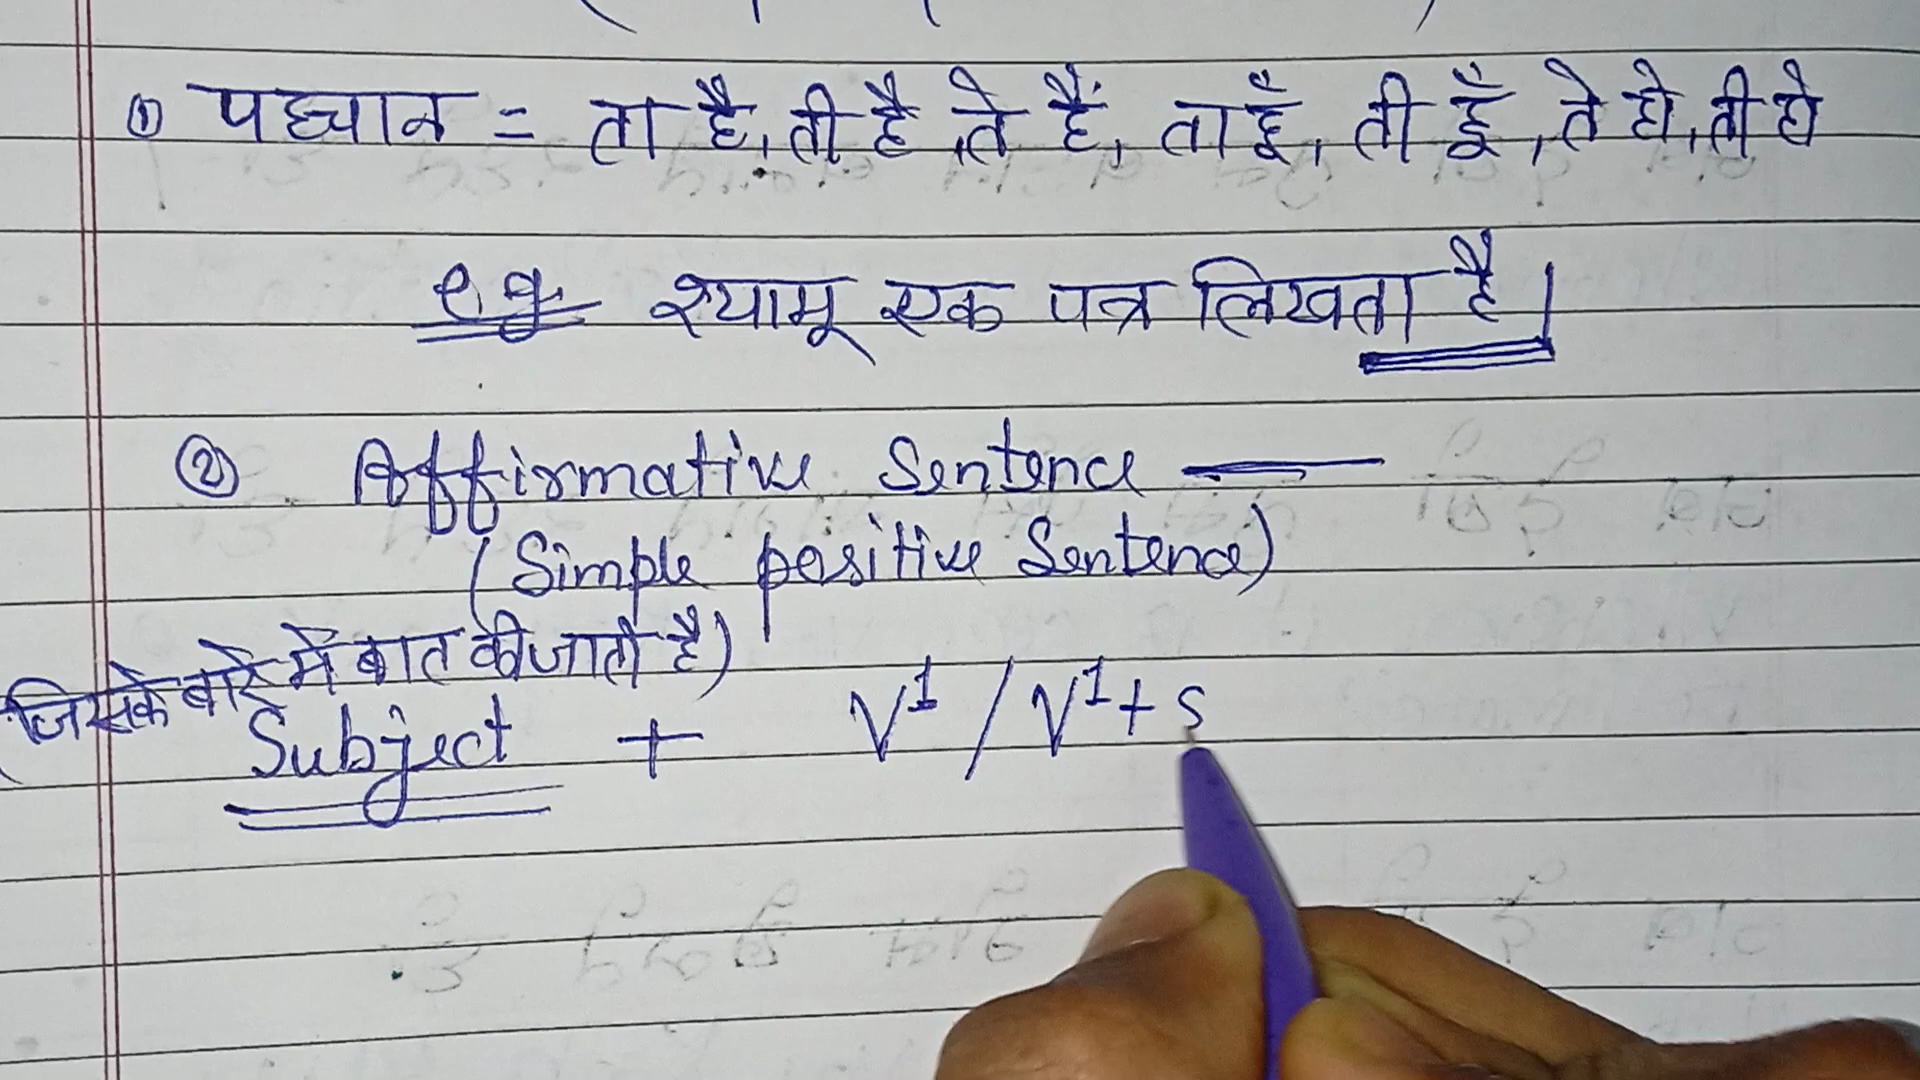 ① पहचान = ता है, ती है, ते हैं, ता हूँ, ती हूँ, ते हो, ती हो
e.g. श्यामू एक पत्र लिखता है।
② Affirmative Sentence —
(Simple positive Sentence)
(जिसके बारे में बात की जाती है)
Subject + V¹ / V¹ + s